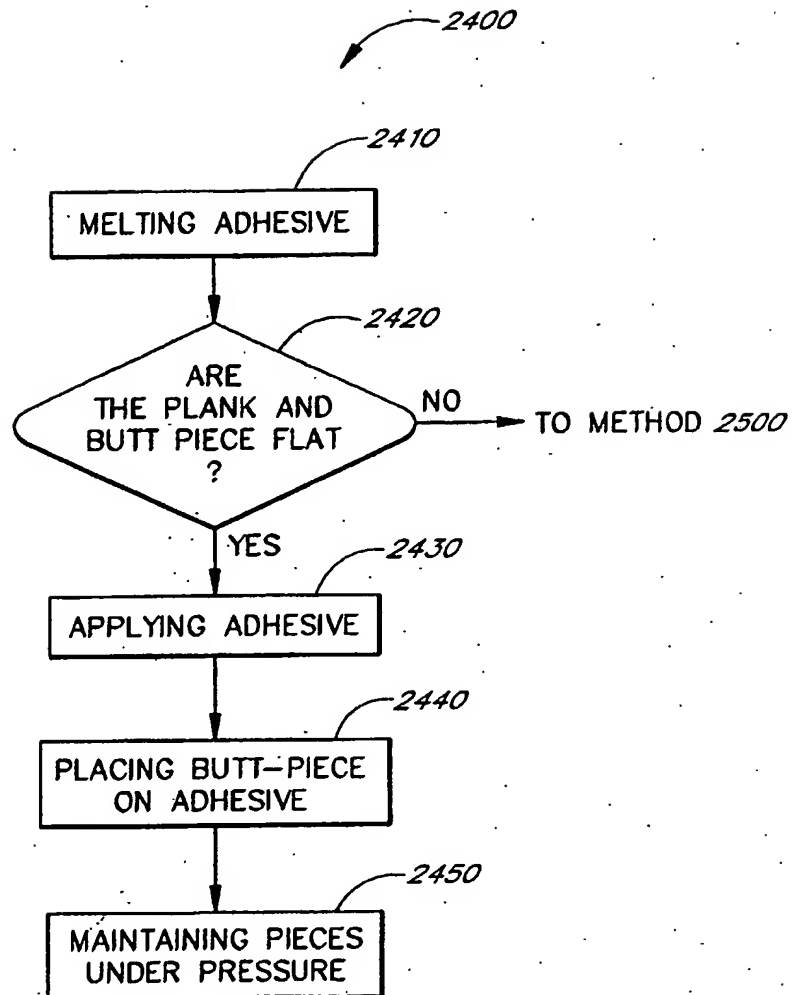 2400
2410
MELTING ADHESIVE
2420
ARE
THE PLANK AND
BUTT PIECE FLAT
?
NO
TO METHOD 2500
YES
2430
APPLYING ADHESIVE
2440
PLACING BUTT-PIECE
ON ADHESIVE
2450
MAINTAINING PIECES
UNDER PRESSURE